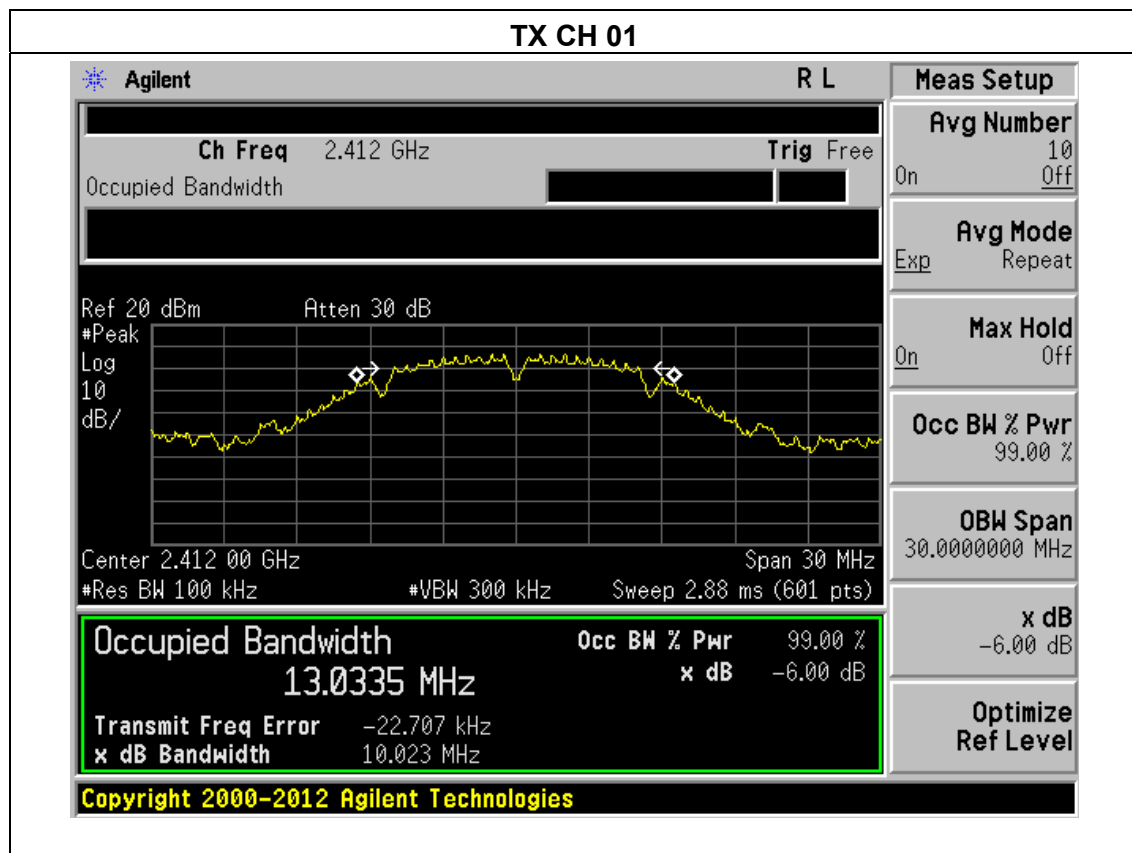 TX CH 01
Agilent R L
Ch Freq 2.412 GHz Trig Free
Occupied Bandwidth
Ref 20 dBm Atten 30 dB
#Peak
Log
10
dB/
Center 2.412 00 GHz Span 30 MHz
#Res BW 100 kHz #VBW 300 kHz Sweep 2.88 ms (601 pts)
Occupied Bandwidth Occ BW % Pwr 99.00 %
13.0335 MHz x dB -6.00 dB
Transmit Freq Error -22.707 kHz
x dB Bandwidth 10.023 MHz
Copyright 2000-2012 Agilent Technologies
Meas Setup
Avg Number
10
On Off
Avg Mode
Exp Repeat
Max Hold
On Off
Occ BW % Pwr
99.00 %
OBW Span
30.0000000 MHz
x dB
-6.00 dB
Optimize
Ref Level